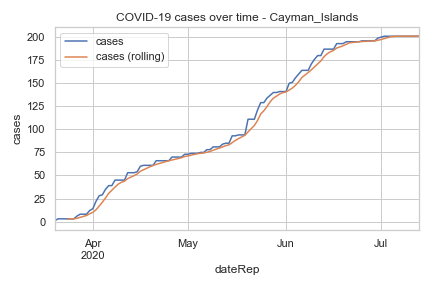 COVID-19 cases over time - Cayman_Islands
cases
cases (rolling)
200
175
150
125
100
75
50
25
0
cases
Apr
2020
May
Jun
Jul
dateRep